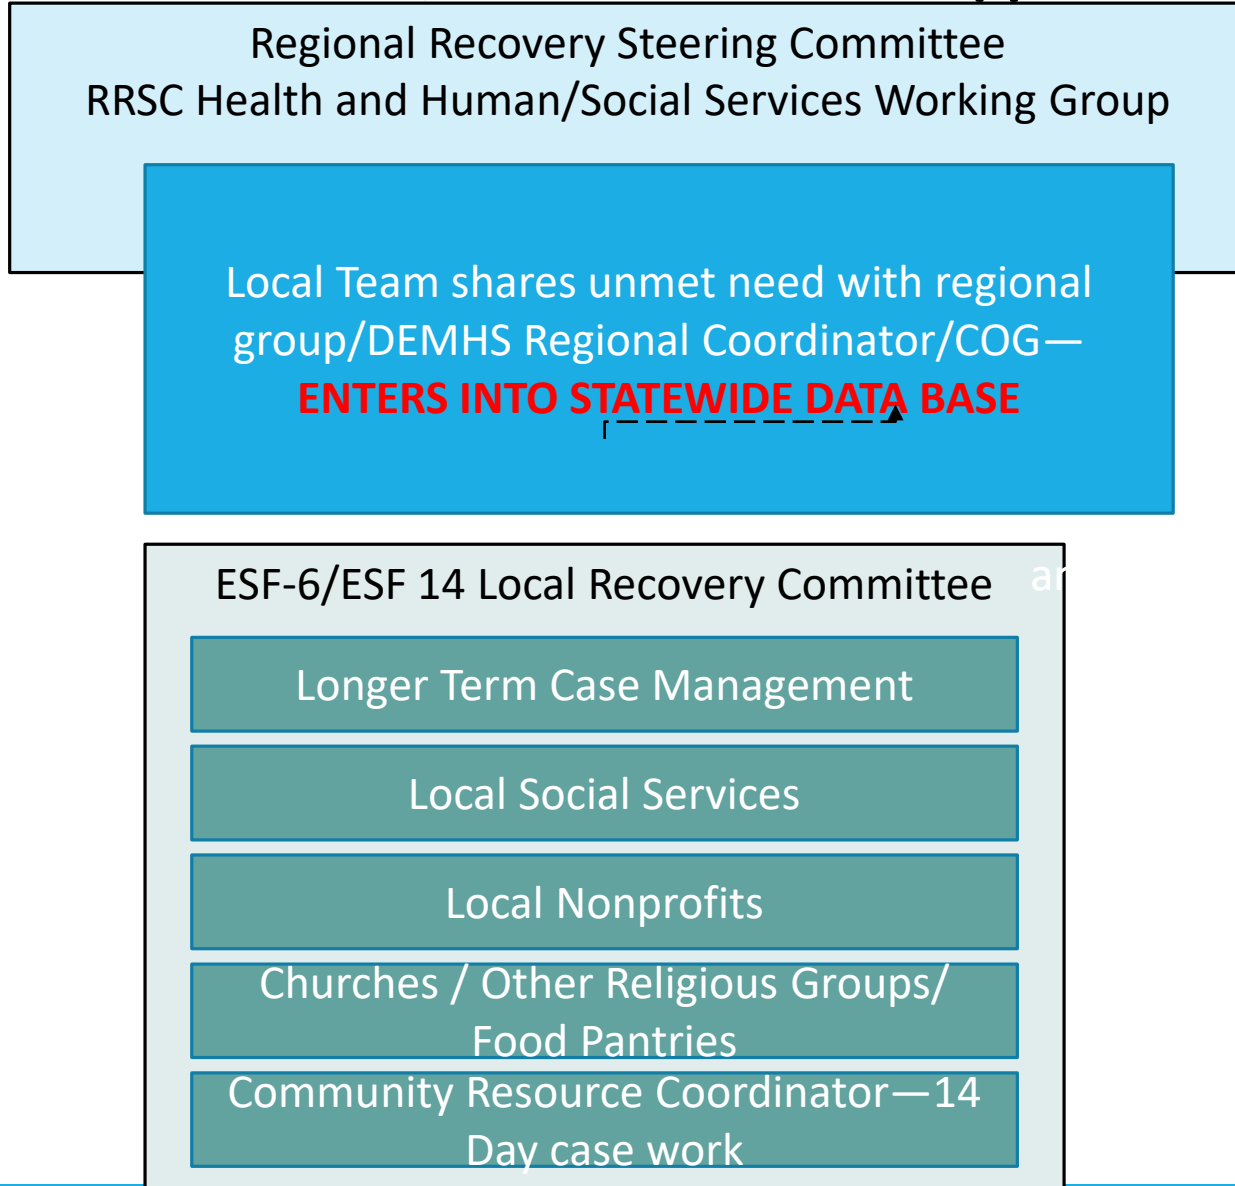 Regional Recovery Steering Committee
RRSC Health and Human/Social Services Working Group
Local Team shares unmet need with regional
group/DEMHS Regional Coordinator/COG—
ENTERS INTO STATEWIDE DATA BASE
ESF-6/ESF 14 Local Recovery Committee
Longer Term Case Management
Local Social Services
Local Nonprofits
Churches / Other Religious Groups/
Food Pantries
Community Resource Coordinator—14
Day case work